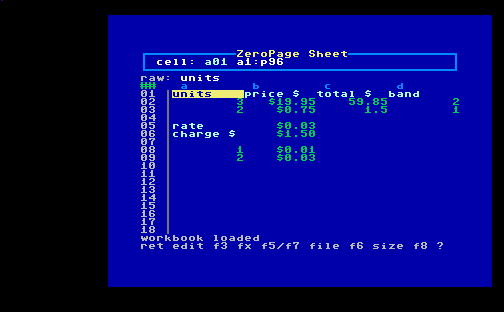 ZeroPage Sheet
cell: a01 a1:p96
raw: units
## a b c d
01 units price $ total $ band
02 3 $19.95 59.85 2
03 2 $0.75 1.5 1
04
05 rate $0.03
06 charge $ $1.50
07
08 1 $0.01
09 2 $0.03
10
11
12
13
14
15
16
17
18
workbook loaded
ret edit f3 fx f5/f7 file f6 size f8 ?